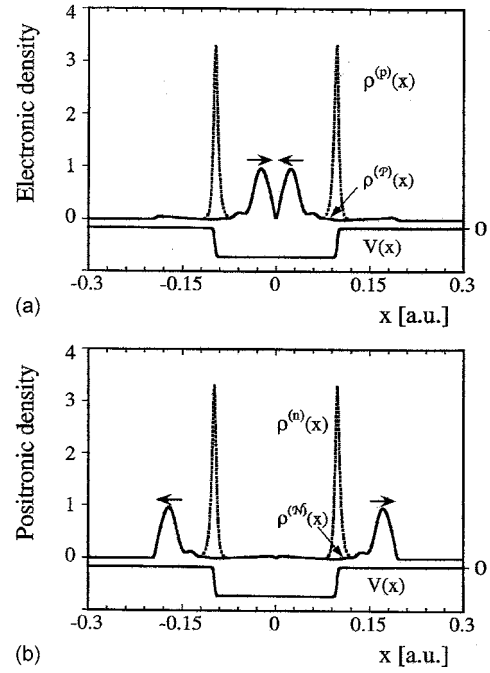 Electronic density
4
3
2
1
0
ρ(p)(x)
ρ(𝒫)(x)
0
V(x)
-0.3
-0.15
0
0.15
0.3
(a)
x [a.u.]
Positronic density
4
3
2
1
0
ρ(n)(x)
ρ(𝒩)(x)
0
V(x)
-0.3
-0.15
0
0.15
0.3
(b)
x [a.u.]